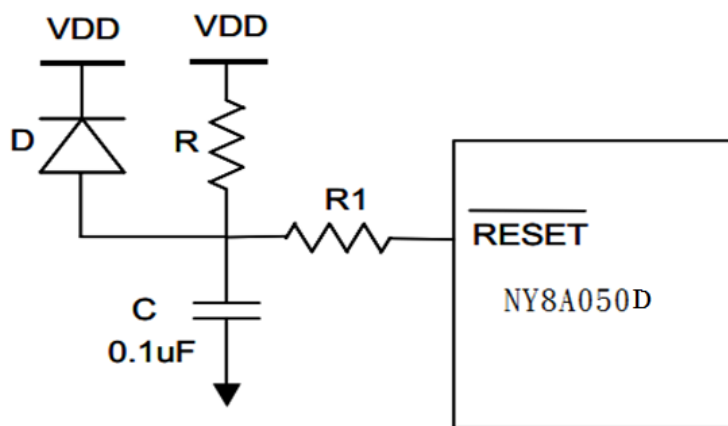 VDD
VDD
D
R
R1
RESET
NY8A050D
C
0.1uF